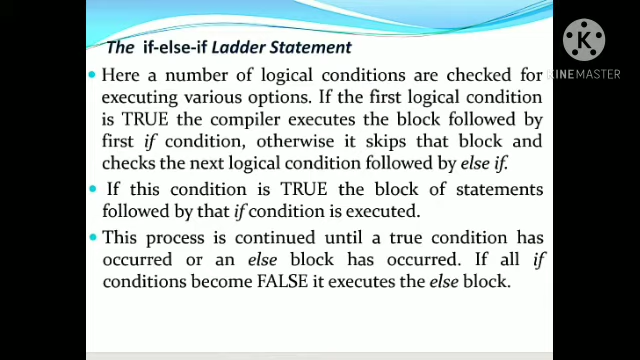 The if-else-if Ladder Statement
Here a number of logical conditions are checked for
executing various options. If the first logical condition
is TRUE the compiler executes the block followed by
first if condition, otherwise it skips that block and
checks the next logical condition followed by else if.
If this condition is TRUE the block of statements
followed by that if condition is executed.
This process is continued until a true condition has
occurred or an else block has occurred. If all if
conditions become FALSE it executes the else block.
K
KINEMASTER